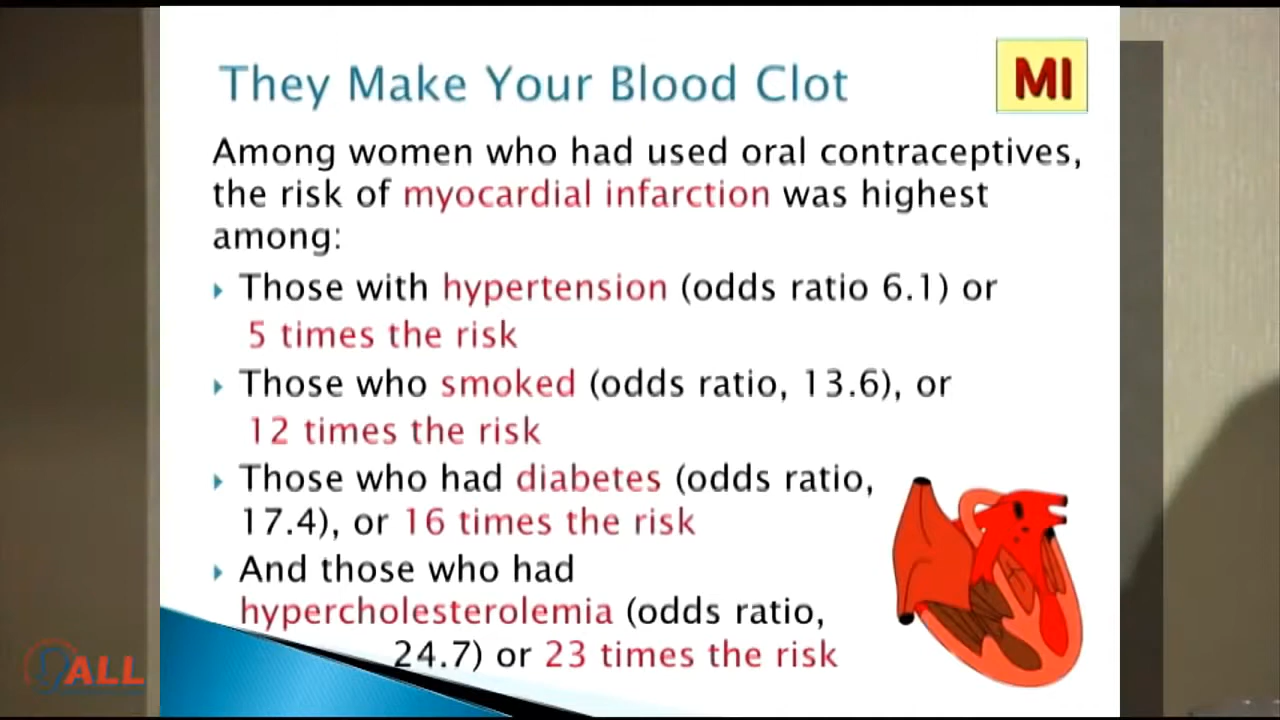 They Make Your Blood Clot
MI
Among women who had used oral contraceptives,
the risk of myocardial infarction was highest
among:
Those with hypertension (odds ratio 6.1) or
5 times the risk
Those who smoked (odds ratio, 13.6), or
12 times the risk
Those who had diabetes (odds ratio,
17.4), or 16 times the risk
And those who had
hypercholesterolemia (odds ratio,
24.7) or 23 times the risk
ALL